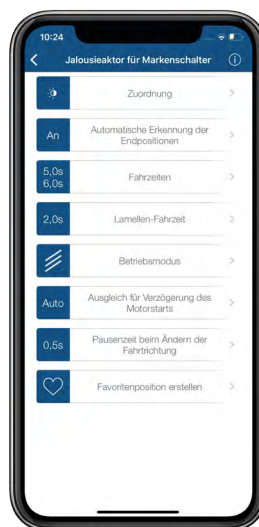 10:24
Jalousieaktor für Markenschalter
Zuordnung
An
Automatische Erkennung der
Endpositionen
5,0s
6,0s
Fahrzeiten
2,0s
Lamellen-Fahrzeit
Betriebsmodus
Auto
Ausgleich für Verzögerung des
Motorstarts
0,5s
Pausenzeit beim Ändern der
Fahrtrichtung
Favoritenposition erstellen